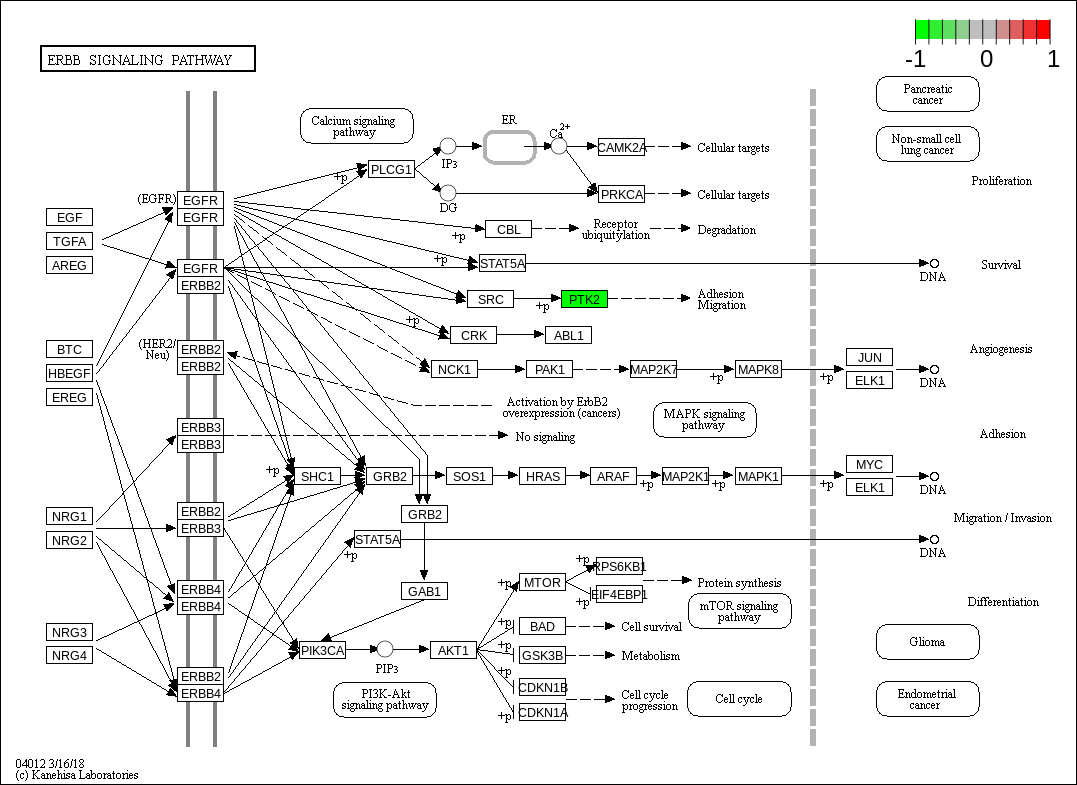 -1 0 1
ERBB SIGNALING PATHWAY
Pancreatic
cancer
Calcium signaling
pathway
ER
Ca2+
Non-small cell
lung cancer
IP3
CAMK2A
Cellular targets
PLCG1
+p
Proliferation
DG
PRKCA
Cellular targets
(EGFR)
EGFR
EGFR
EGF
TGFA
AREG
CBL
+p
Receptor
ubiquitylation
Degradation
EGFR
ERBB2
+p
STAT5A
DNA
Survival
SRC
+p
PTK2
Adhesion
Migration
+p
CRK
ABL1
BTC
HBEGF
EREG
(HER2/
Neu)
ERBB2
ERBB2
NCK1
PAK1
MAP2K7
+p
MAPK8
+p
JUN
ELK1
DNA
Angiogenesis
Activation by ErbB2
overexpression (cancers)
MAPK signaling
pathway
ERBB3
ERBB3
No signaling
Adhesion
+p
SHC1
GRB2
SOS1
HRAS
ARAF
+p
MAP2K1
+p
MAPK1
+p
MYC
ELK1
DNA
NRG1
NRG2
ERBB2
ERBB3
GRB2
Migration / Invasion
STAT5A
+p
DNA
ERBB4
ERBB4
GAB1
+p
MTOR
+p
RPS6KB1
+p
EIF4EBP1
Protein synthesis
mTOR signaling
pathway
Differentiation
NRG3
NRG4
+p
BAD
Cell survival
Glioma
PIK3CA
PIP3
AKT1
+p
GSK3B
Metabolism
ERBB2
ERBB4
+p
CDKN1B
+p
CDKN1A
Cell cycle
progression
Cell cycle
PI3K-Akt
signaling pathway
Endometrial
cancer
04012 3/16/18
(c) Kanehisa Laboratories